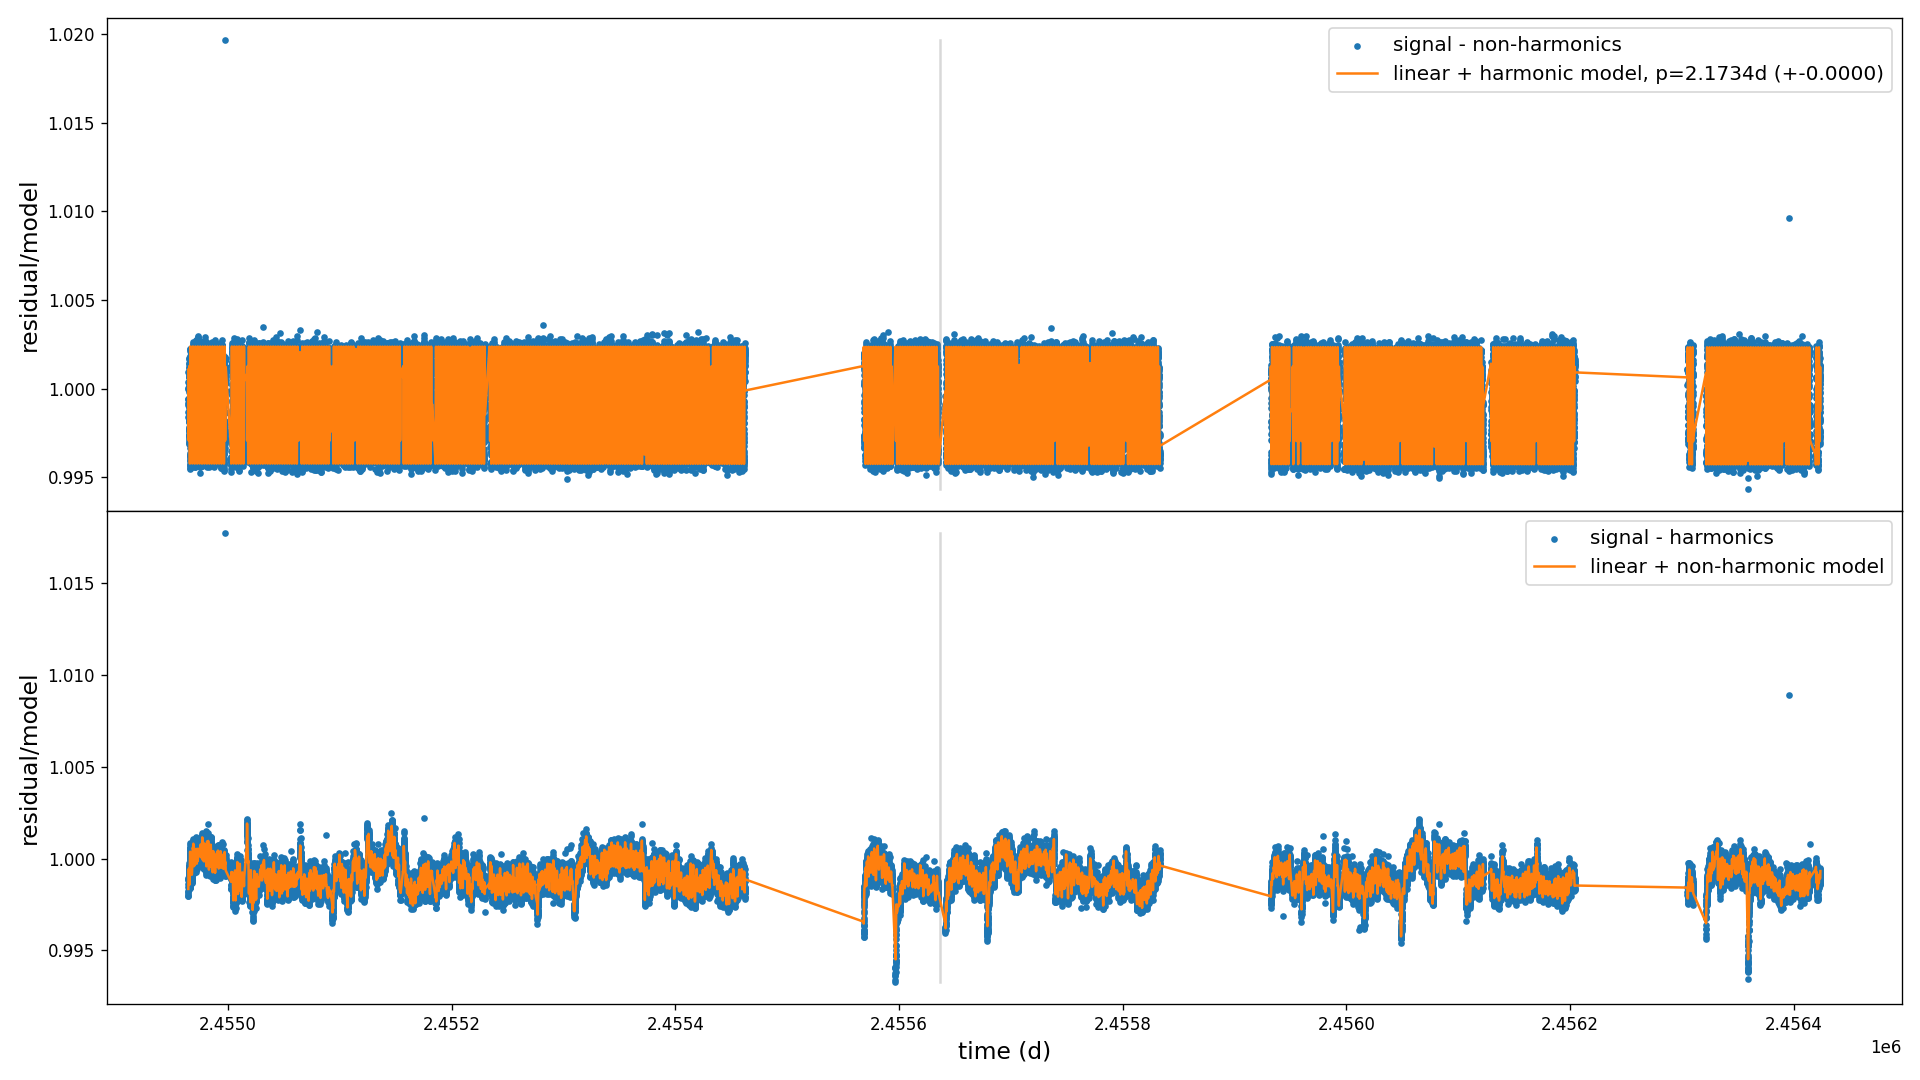 residual/model
1.020
1.015
1.010
1.005
1.000
0.995
signal - non-harmonics
linear + harmonic model, p=2.1734d (+-0.0000)
residual/model
1.015
1.010
1.005
1.000
0.995
signal - harmonics
linear + non-harmonic model
2.4550 2.4552 2.4554 2.4556 2.4558 2.4560 2.4562 2.4564
1e6
time (d)